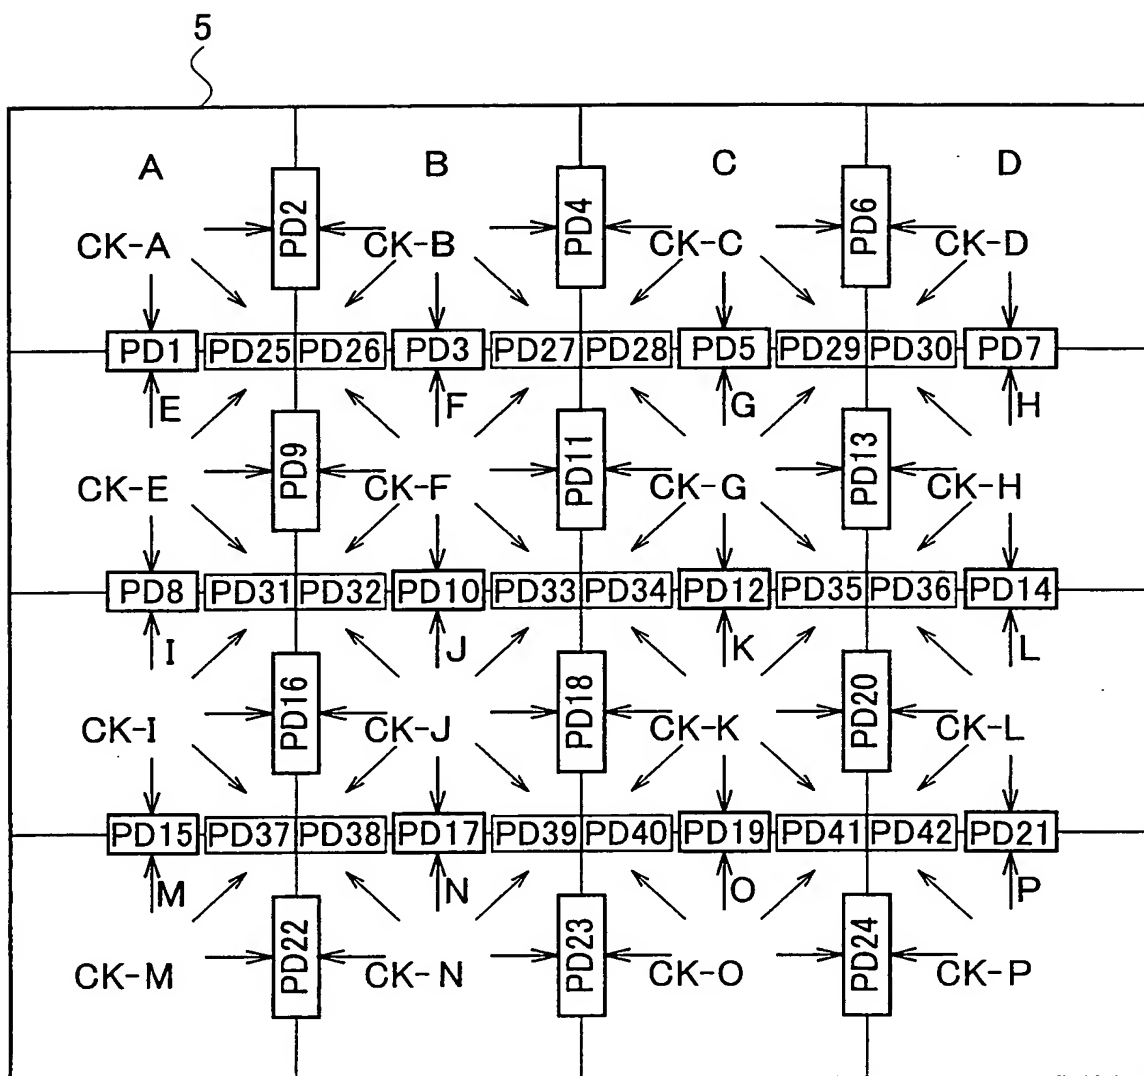 5
A B C D
PD2 PD4 PD6
CK-A CK-B CK-C CK-D
PD1 PD25 PD26 PD3 PD27 PD28 PD5 PD29 PD30 PD7
E F G H
PD9 PD11 PD13
CK-E CK-F CK-G CK-H
PD8 PD31 PD32 PD10 PD33 PD34 PD12 PD35 PD36 PD14
I J K L
PD16 PD18 PD20
CK-I CK-J CK-K CK-L
PD15 PD37 PD38 PD17 PD39 PD40 PD19 PD41 PD42 PD21
M N O P
PD22 PD23 PD24
CK-M CK-N CK-O CK-P